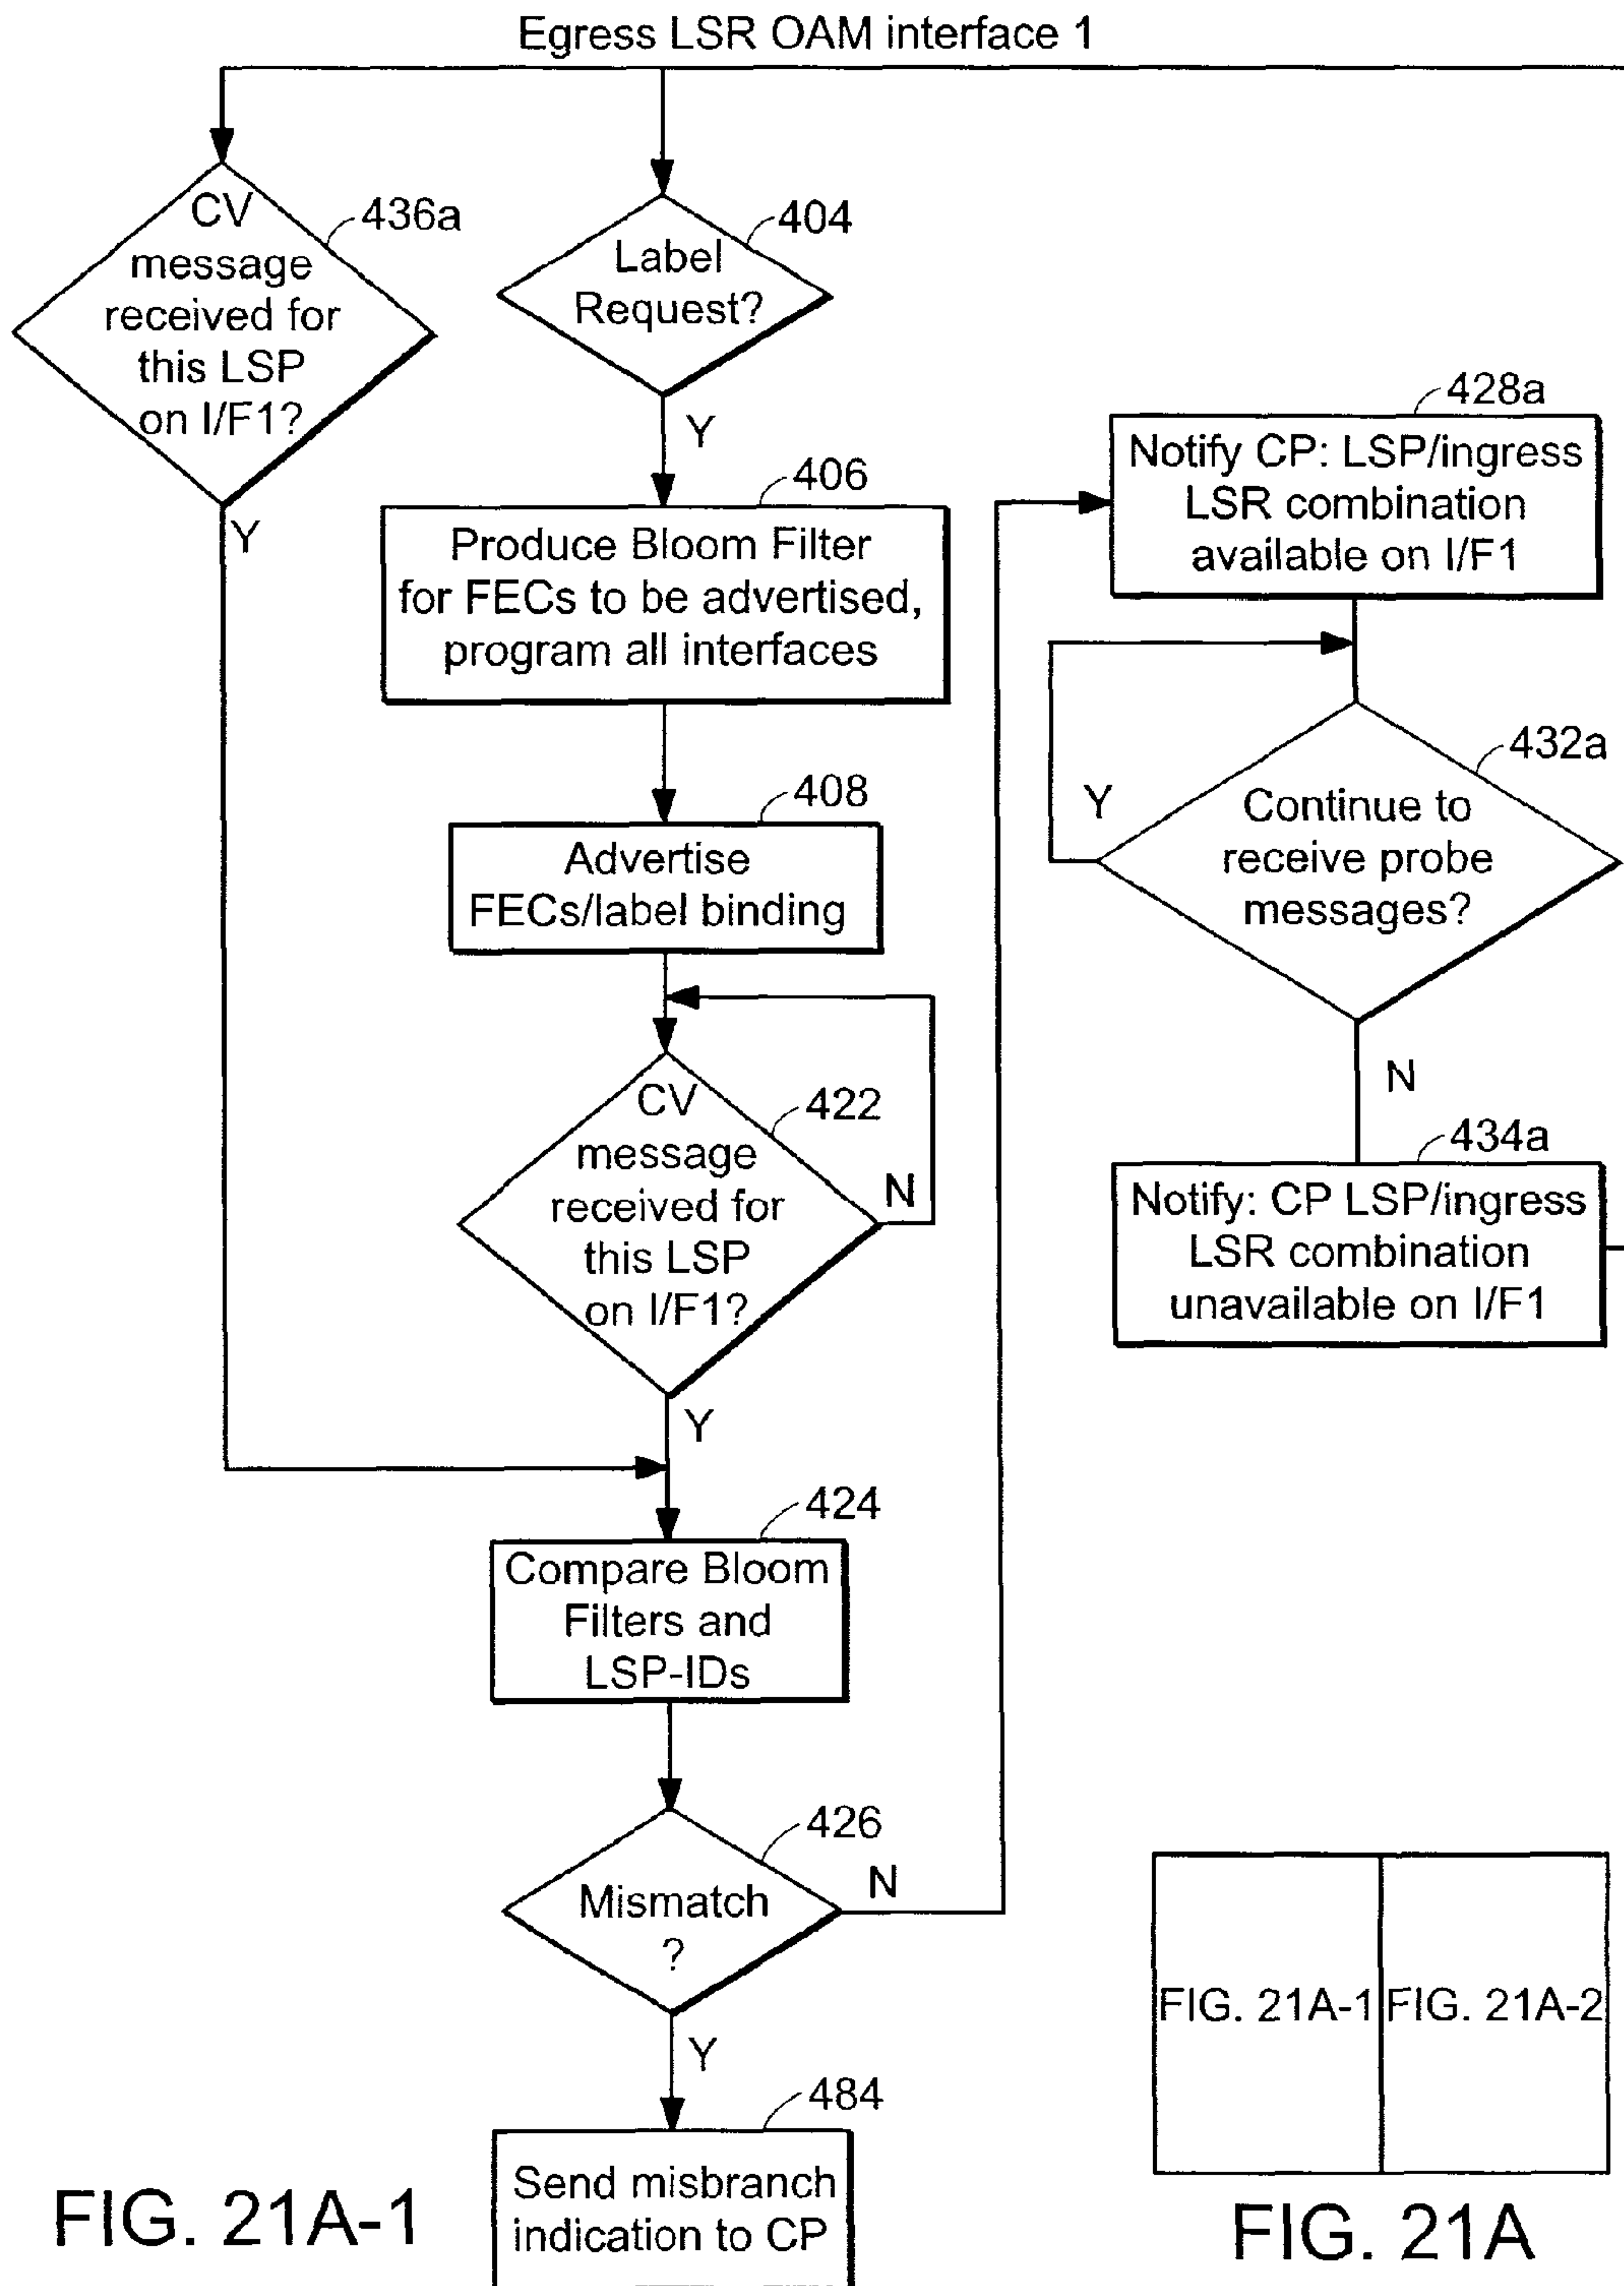 Egress LSR OAM interface 1
CV
message
received for
this LSP
on I/F1?
436a
Y
Label
Request?
404
Y
406
Produce Bloom Filter
for FECs to be advertised,
program all interfaces
408
Advertise
FECs/label binding
CV
message
received for
this LSP
on I/F1?
422
N
Y
424
Compare Bloom
Filters and
LSP-IDs
426
Mismatch
?
N
Y
484
Send misbranch
indication to CP
428a
Notify CP: LSP/ingress
LSR combination
available on I/F1
432a
Continue to
receive probe
messages?
Y
N
434a
Notify: CP LSP/ingress
LSR combination
unavailable on I/F1
FIG. 21A-1
FIG. 21A-1
FIG. 21A-2
FIG. 21A